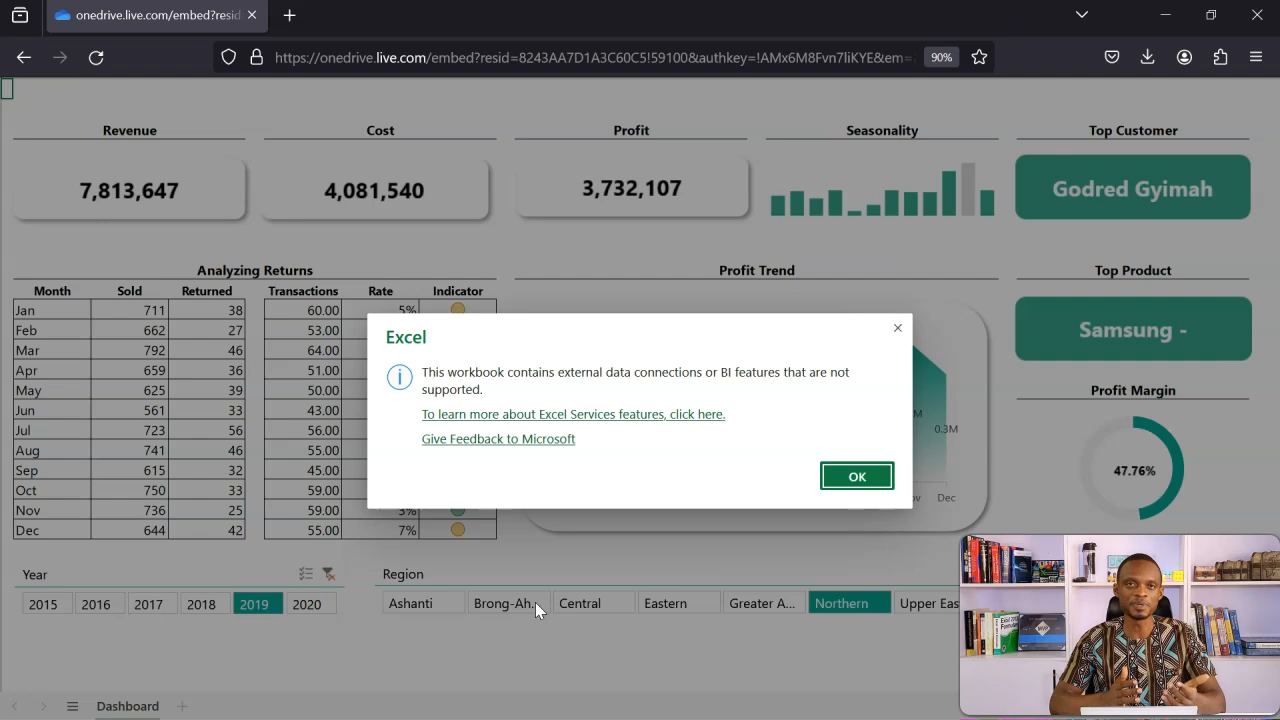 onedrive.live.com/embed?resid
https://onedrive.live.com/embed?resid=8243AA7D1A3C60C5!59100&authkey=!AMx6M8Fvn7liKYE&em=
90%
Revenue
Cost
Profit
Seasonality
Top Customer
7,813,647
4,081,540
3,732,107
Godred Gyimah
Analyzing Returns
Profit Trend
Top Product
Month Sold Returned Transactions Rate Indicator
Jan 711 38 60.00 5%
Feb 662 27 53.00
Mar 792 46 64.00
Apr 659 36 51.00
May 625 39 50.00
Jun 561 33 43.00
Jul 723 56 56.00
Aug 741 46 55.00
Sep 615 32 45.00
Oct 750 33 59.00
Nov 736 25 59.00 3%
Dec 644 42 55.00 7%
Samsung -
Profit Margin
47.76%
0.3M
Dec
Excel
This workbook contains external data connections or BI features that are not
supported.
To learn more about Excel Services features, click here.
Give Feedback to Microsoft
OK
Year
2015 2016 2017 2018 2019 2020
Region
Ashanti Brong-Ah... Central Eastern Greater A... Northern Upper Eas
Dashboard